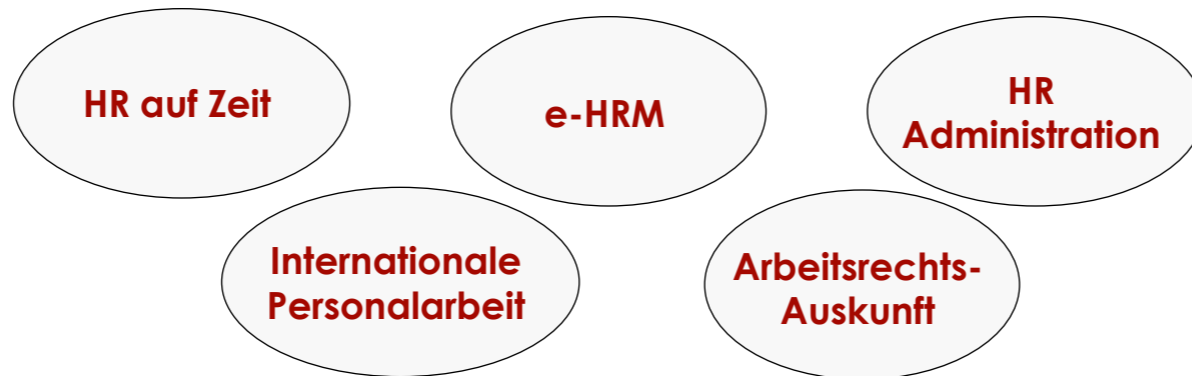 HR auf Zeit
e-HRM
HR
Administration
Internationale
Personalarbeit
Arbeitsrechts-
Auskunft